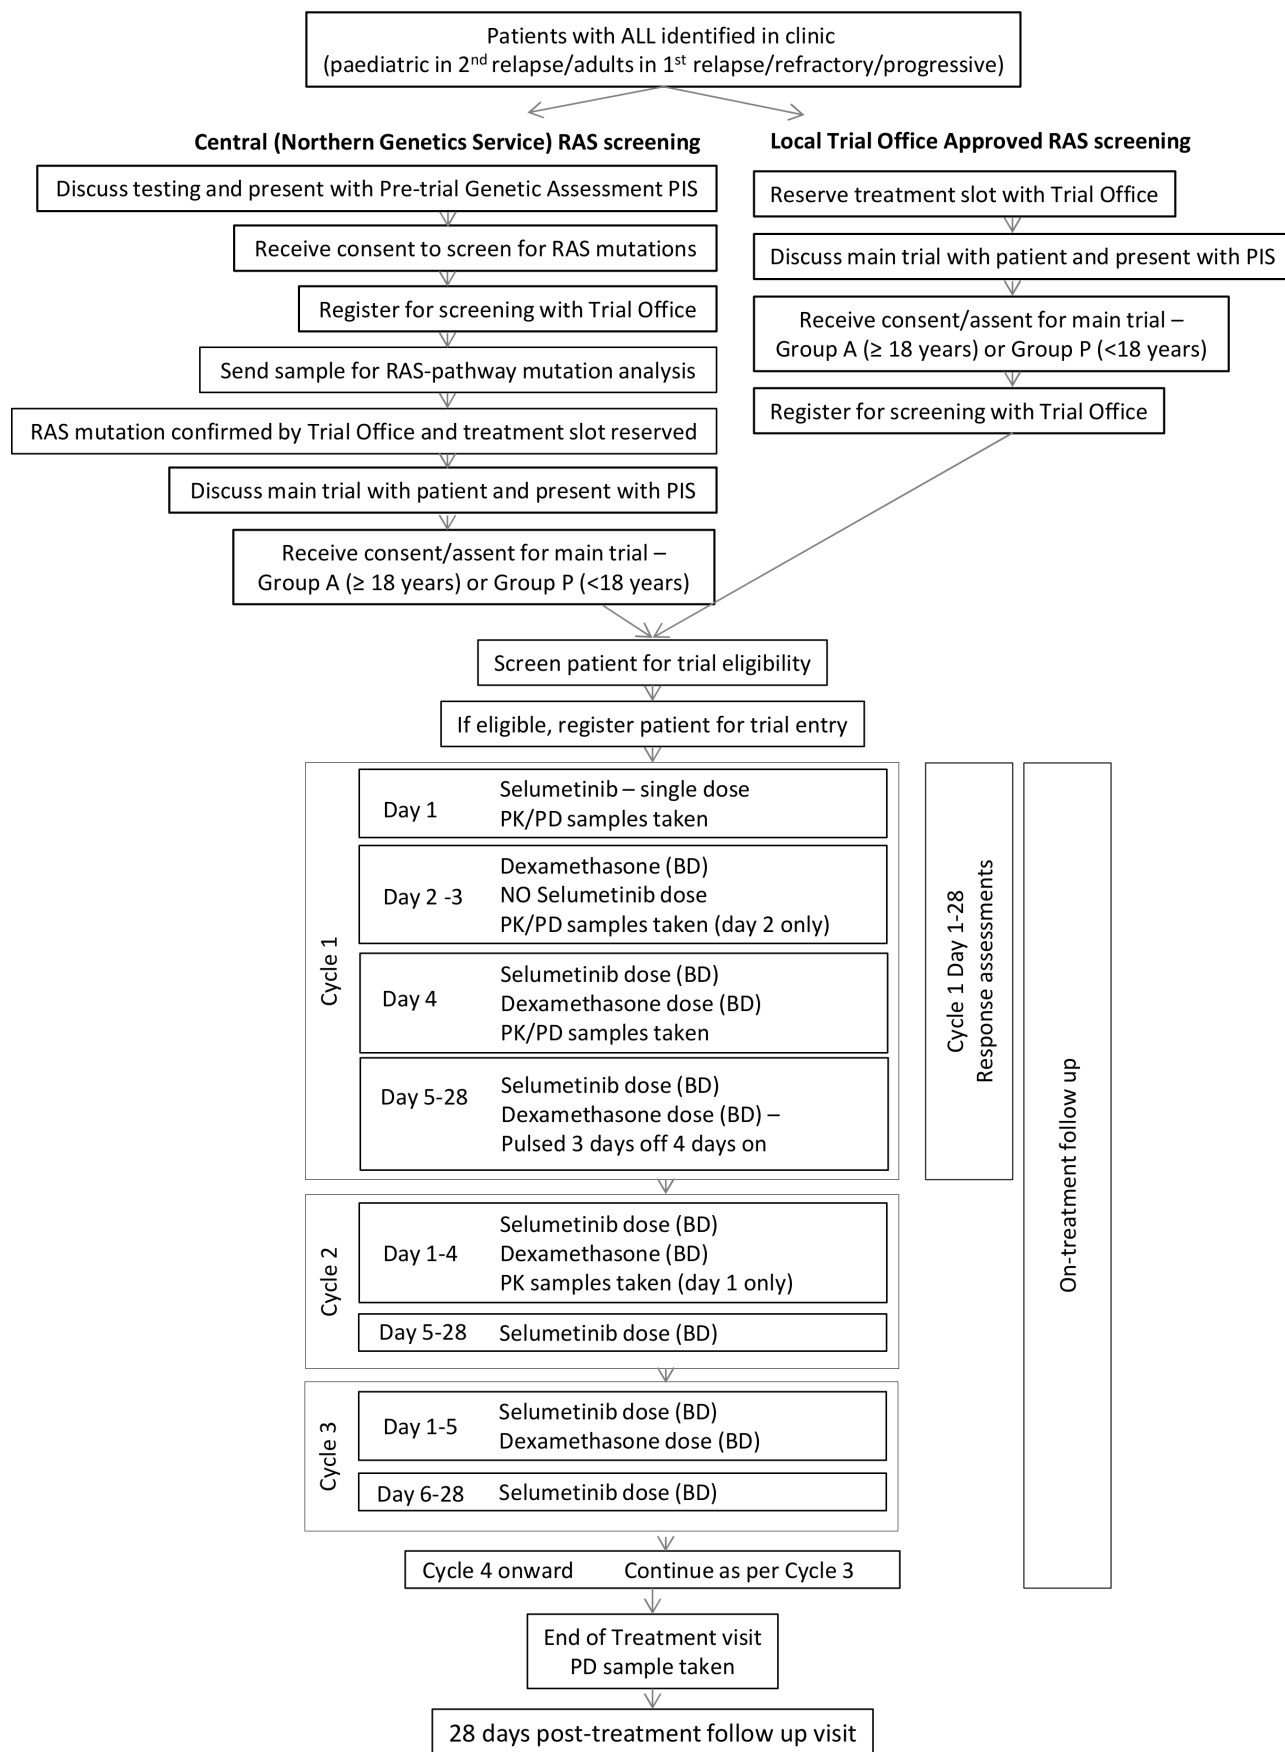 Patients with ALL identified in clinic
(paediatric in 2nd relapse/adults in 1st relapse/refractory/progressive)
Central (Northern Genetics Service) RAS screening
Discuss testing and present with Pre-trial Genetic Assessment PIS
Receive consent to screen for RAS mutations
Register for screening with Trial Office
Send sample for RAS-pathway mutation analysis
RAS mutation confirmed by Trial Office and treatment slot reserved
Discuss main trial with patient and present with PIS
Receive consent/assent for main trial –
Group A (≥ 18 years) or Group P (<18 years)
Local Trial Office Approved RAS screening
Reserve treatment slot with Trial Office
Discuss main trial with patient and present with PIS
Receive consent/assent for main trial –
Group A (≥ 18 years) or Group P (<18 years)
Register for screening with Trial Office
Screen patient for trial eligibility
If eligible, register patient for trial entry
Cycle 1
Day 1
Selumetinib – single dose
PK/PD samples taken
Day 2 -3
Dexamethasone (BD)
NO Selumetinib dose
PK/PD samples taken (day 2 only)
Day 4
Selumetinib dose (BD)
Dexamethasone dose (BD)
PK/PD samples taken
Day 5-28
Selumetinib dose (BD)
Dexamethasone dose (BD) –
Pulsed 3 days off 4 days on
Cycle 1 Day 1-28
Response assessments
On-treatment follow up
Cycle 2
Day 1-4
Selumetinib dose (BD)
Dexamethasone (BD)
PK samples taken (day 1 only)
Day 5-28
Selumetinib dose (BD)
Cycle 3
Day 1-5
Selumetinib dose (BD)
Dexamethasone dose (BD)
Day 6-28
Selumetinib dose (BD)
Cycle 4 onward
Continue as per Cycle 3
End of Treatment visit
PD sample taken
28 days post-treatment follow up visit